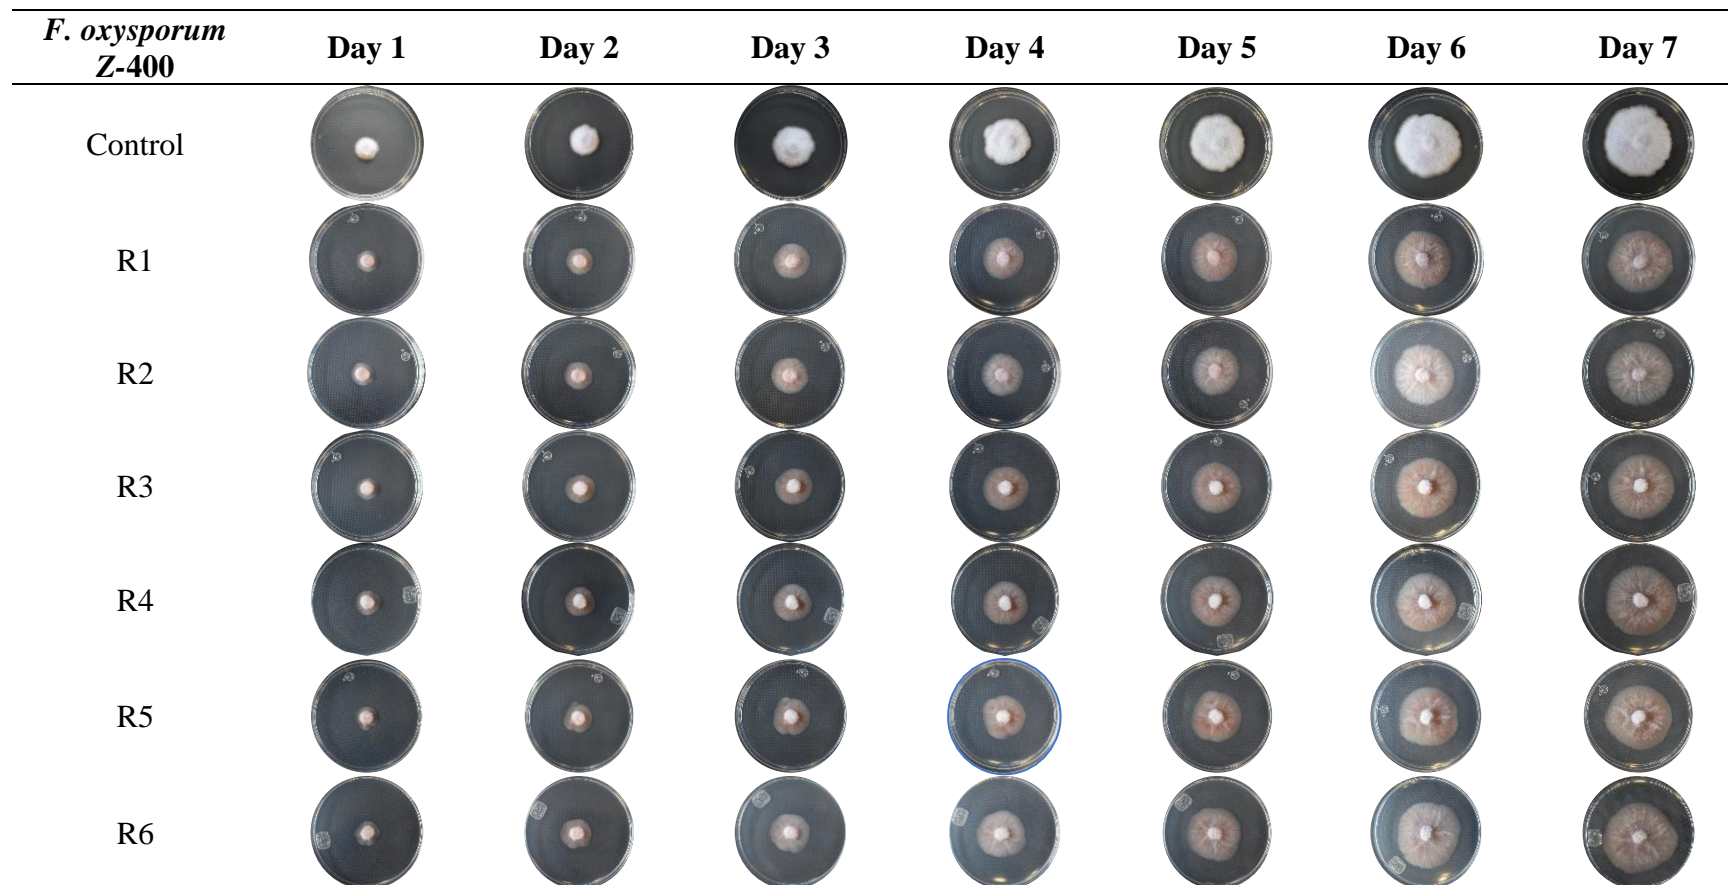 F. oxysporum
Z-400
Day 1
Day 2
Day 3
Day 4
Day 5
Day 6
Day 7
Control
R1
R2
R3
R4
R5
R6